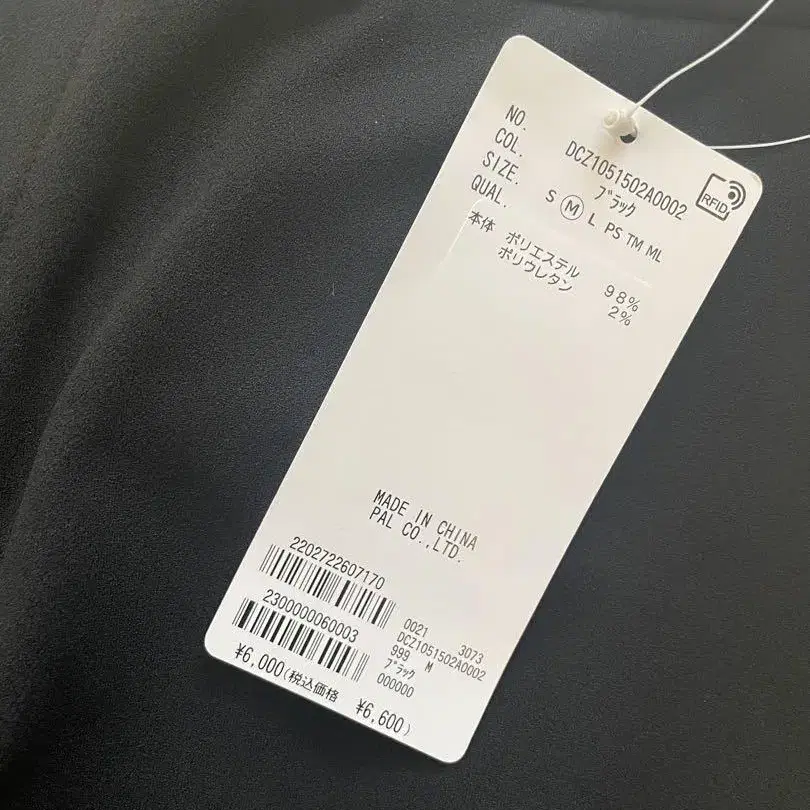 NO. DCZ1051502A0002
COL. ブラック
SIZE. S M L PS TM ML
QUAL.
本体 ポリエステル 98%
ポリウレタン 2%
RFID
MADE IN CHINA
PAL CO.,LTD.
2202722607170
2300000060003
0021 3073
DCZ1051502A0002
999 M
ブラック
000000
¥6,000(税込価格 ¥6,600)